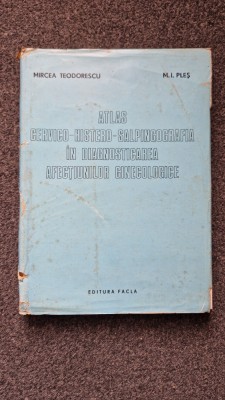 MIRCEA TEODORESCU M.I. PLEȘ
ATLAS
CERVICO-HISTERO-SALPINGOGRAFIA
ÎN DIAGNOSTICAREA
AFECȚIUNILOR GINECOLOGICE
EDITURA FACLA